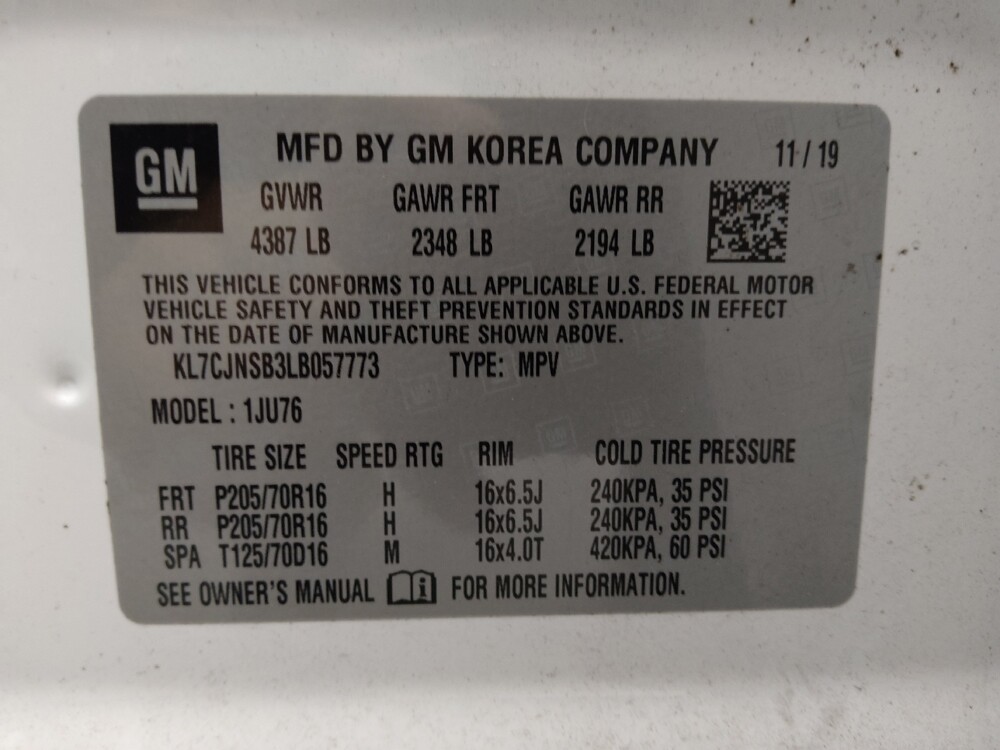 GM
MFD BY GM KOREA COMPANY 11/19
GVWR GAWR FRT GAWR RR
4387 LB 2348 LB 2194 LB
THIS VEHICLE CONFORMS TO ALL APPLICABLE U.S. FEDERAL MOTOR
VEHICLE SAFETY AND THEFT PREVENTION STANDARDS IN EFFECT
ON THE DATE OF MANUFACTURE SHOWN ABOVE.
KL7CJNSB3LB057773 TYPE: MPV
MODEL : 1JU76
TIRE SIZE SPEED RTG RIM COLD TIRE PRESSURE
FRT P205/70R16 H 16x6.5J 240KPA, 35 PSI
RR P205/70R16 H 16x6.5J 240KPA, 35 PSI
SPA T125/70D16 M 16x4.0T 420KPA, 60 PSI
SEE OWNER'S MANUAL FOR MORE INFORMATION.